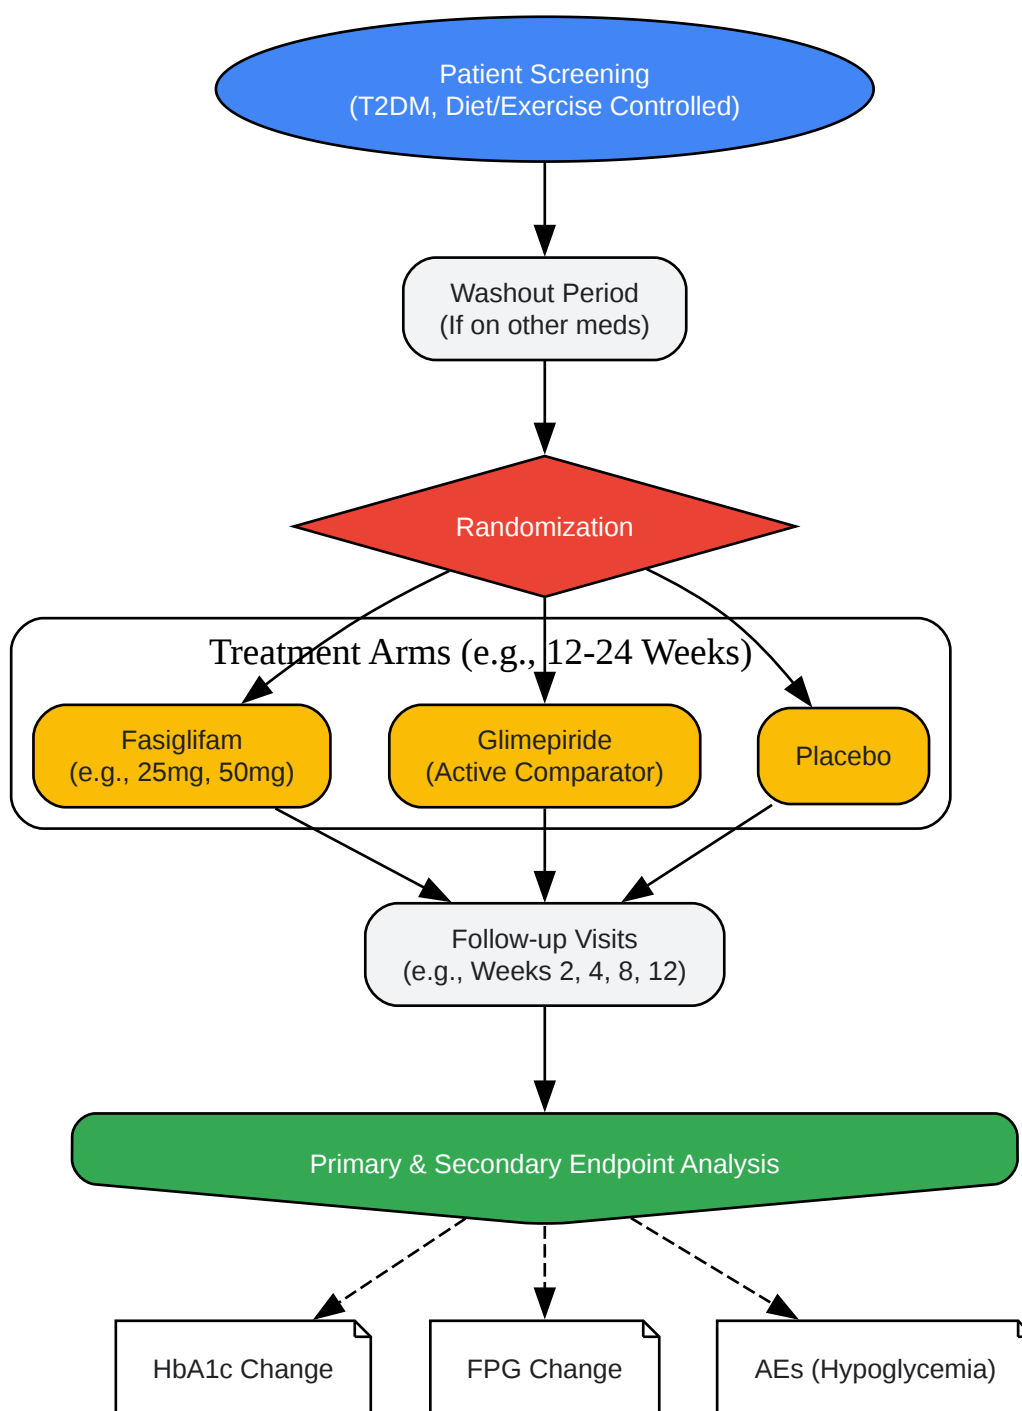 Patient Screening
(T2DM, Diet/Exercise Controlled)
Washout Period
(If on other meds)
Randomization
Treatment Arms (e.g., 12-24 Weeks)
Fasiglifam
(e.g., 25mg, 50mg)
Glimepiride
(Active Comparator)
Placebo
Follow-up Visits
(e.g., Weeks 2, 4, 8, 12)
Primary & Secondary Endpoint Analysis
HbA1c Change
FPG Change
AEs (Hypoglycemia)